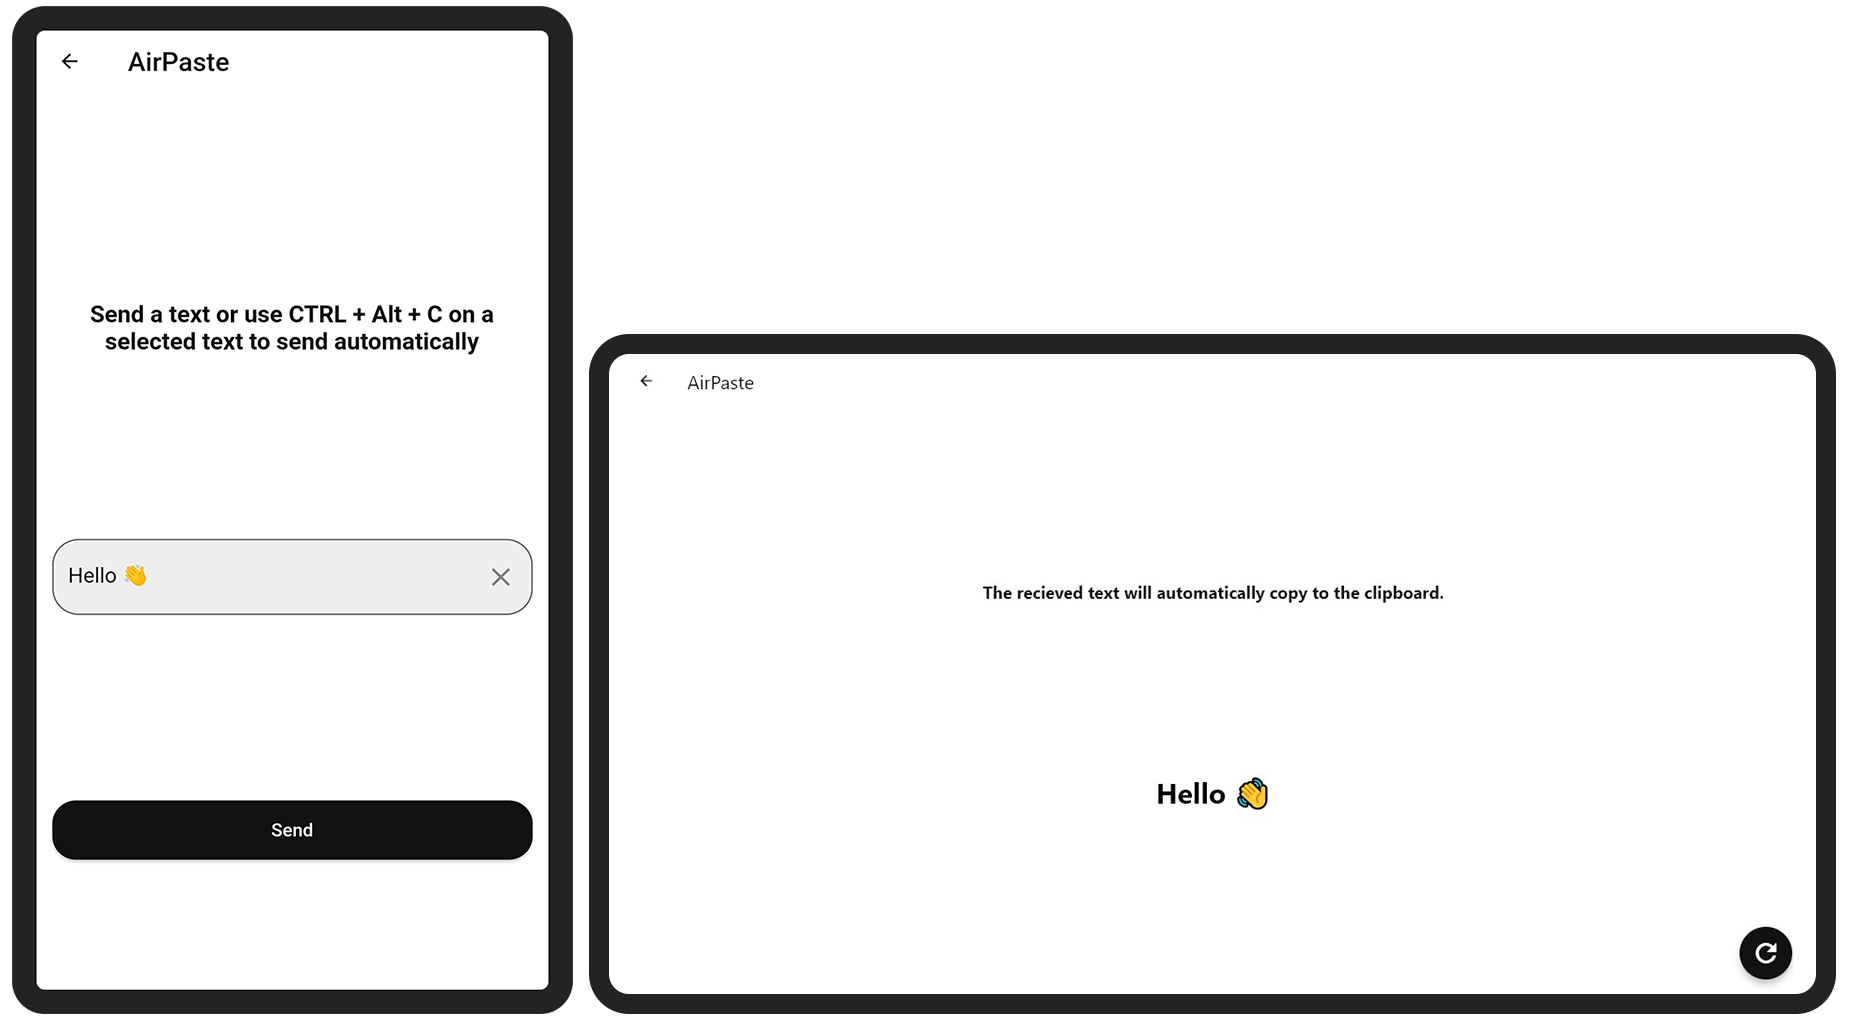 AirPaste
Send a text or use CTRL + Alt + C on a
selected text to send automatically
Hello 👋
Send
AirPaste
The recieved text will automatically copy to the clipboard.
Hello 👋